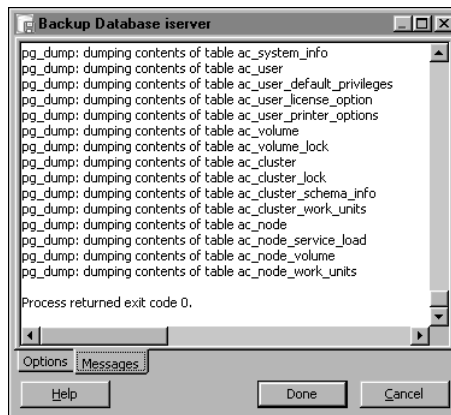 Backup Database iserver
pg_dump: dumping contents of table ac_system_info
pg_dump: dumping contents of table ac_user
pg_dump: dumping contents of table ac_user_default_privileges
pg_dump: dumping contents of table ac_user_license_option
pg_dump: dumping contents of table ac_user_printer_options
pg_dump: dumping contents of table ac_volume
pg_dump: dumping contents of table ac_volume_lock
pg_dump: dumping contents of table ac_cluster
pg_dump: dumping contents of table ac_cluster_lock
pg_dump: dumping contents of table ac_cluster_schema_info
pg_dump: dumping contents of table ac_cluster_work_units
pg_dump: dumping contents of table ac_node
pg_dump: dumping contents of table ac_node_service_load
pg_dump: dumping contents of table ac_node_volume
pg_dump: dumping contents of table ac_node_work_units
Process returned exit code 0.
Options Messages
Help Done Cancel